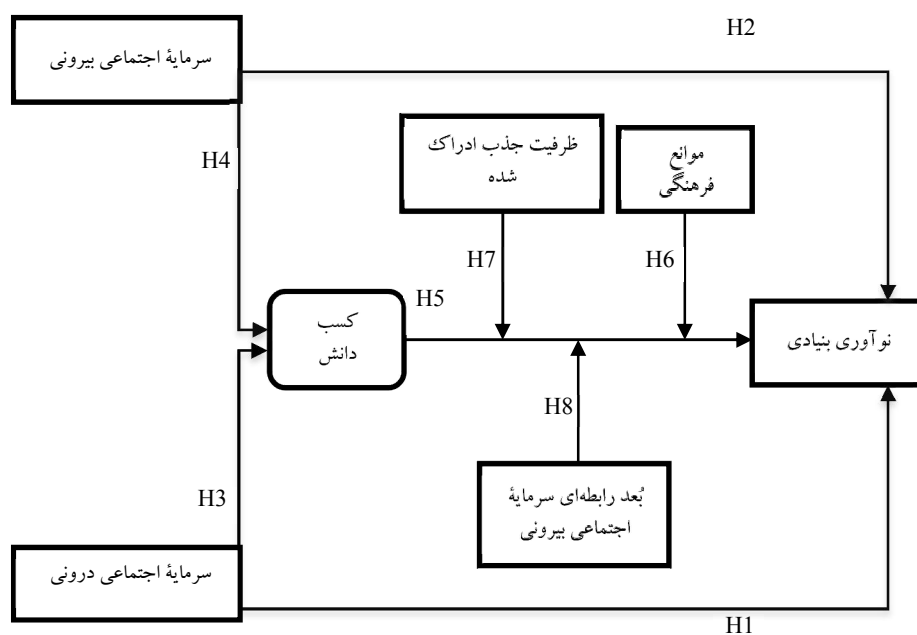 H2
سرمایۀ اجتماعی بیرونی
ظرفیت جذب ادراک
شده
موانع
فرهنگی
H4
H7
H6
H5
کسب
دانش
نوآوری بنیادی
H8
بُعد رابطه‌ای سرمایۀ
اجتماعی بیرونی
H3
سرمایۀ اجتماعی درونی
H1